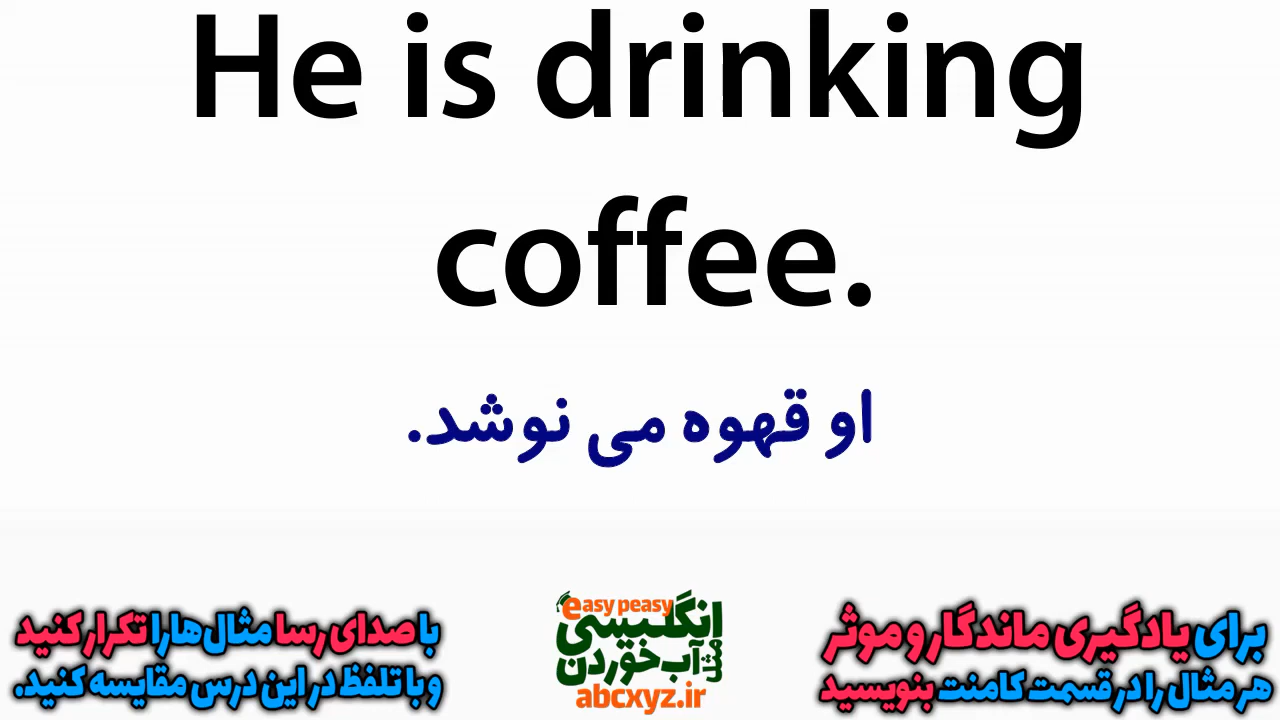 He is drinking
coffee.
او قهوه می نوشد.
برای یادگیری ماندگار و موثر
هر مثال را در قسمت کامنت بنویسید
easy peasy
انگلیسی
مثل آب خوردن
abcxyz.ir
با صدای رسا مثال‌ها را تکرار کنید
و با تلفظ در این درس مقایسه کنید.